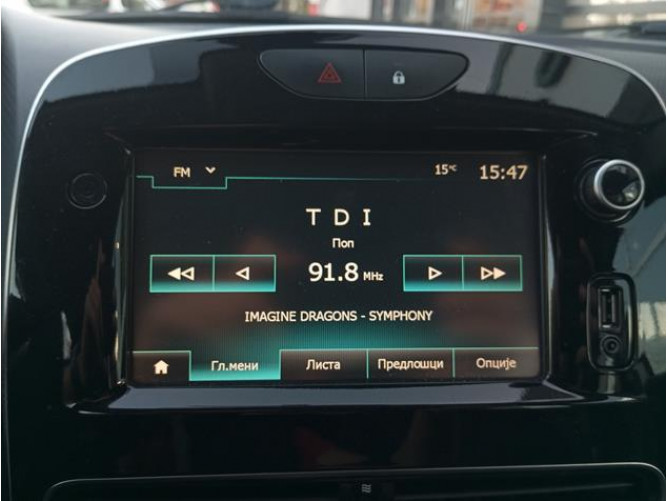 FM 15°C 15:47
T D I
Поп
91.8 MHz
IMAGINE DRAGONS - SYMPHONY
Гл.мени Листа Предлошци Опције